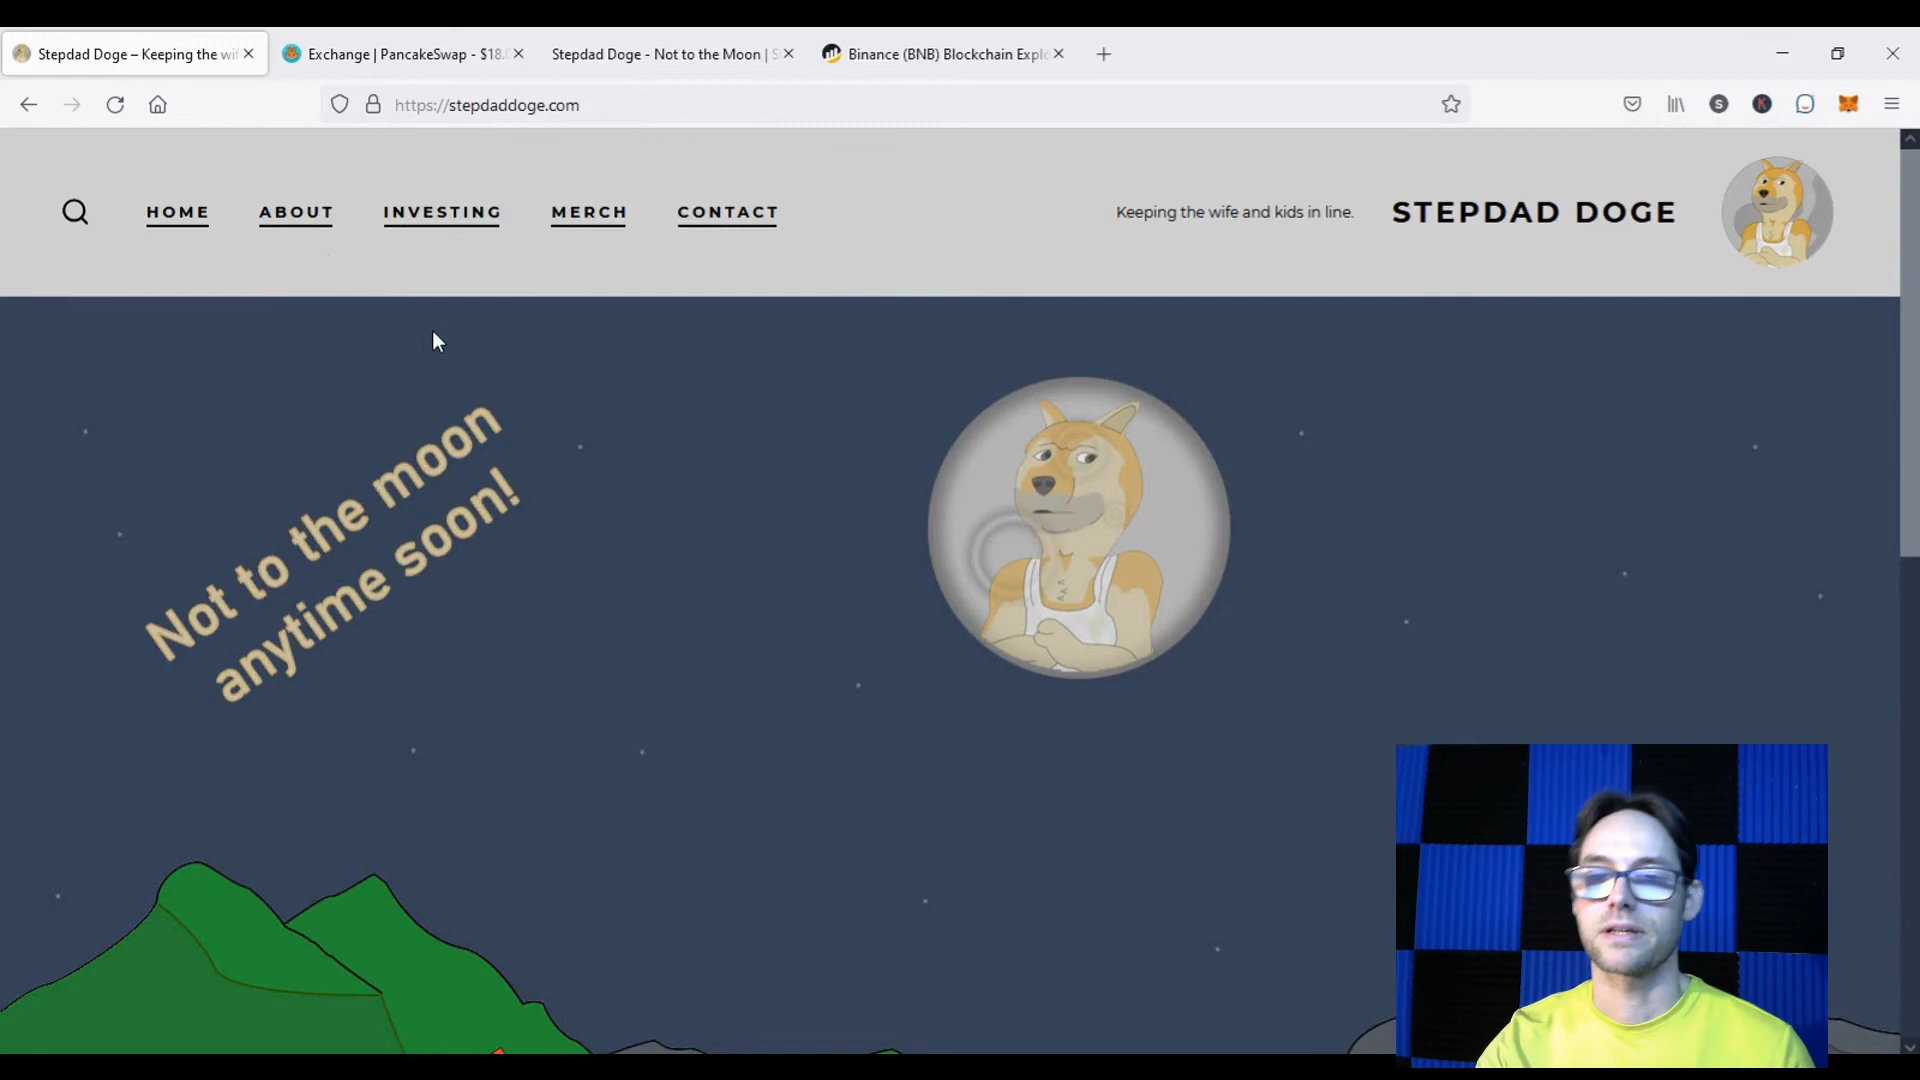 Stepdad Doge – Keeping the wif
Exchange | PancakeSwap - $18.
Stepdad Doge - Not to the Moon |
Binance (BNB) Blockchain Explo
https://stepdaddoge.com
HOME
ABOUT
INVESTING
MERCH
CONTACT
Keeping the wife and kids in line.
STEPDAD DOGE
Not to the moon
anytime soon!